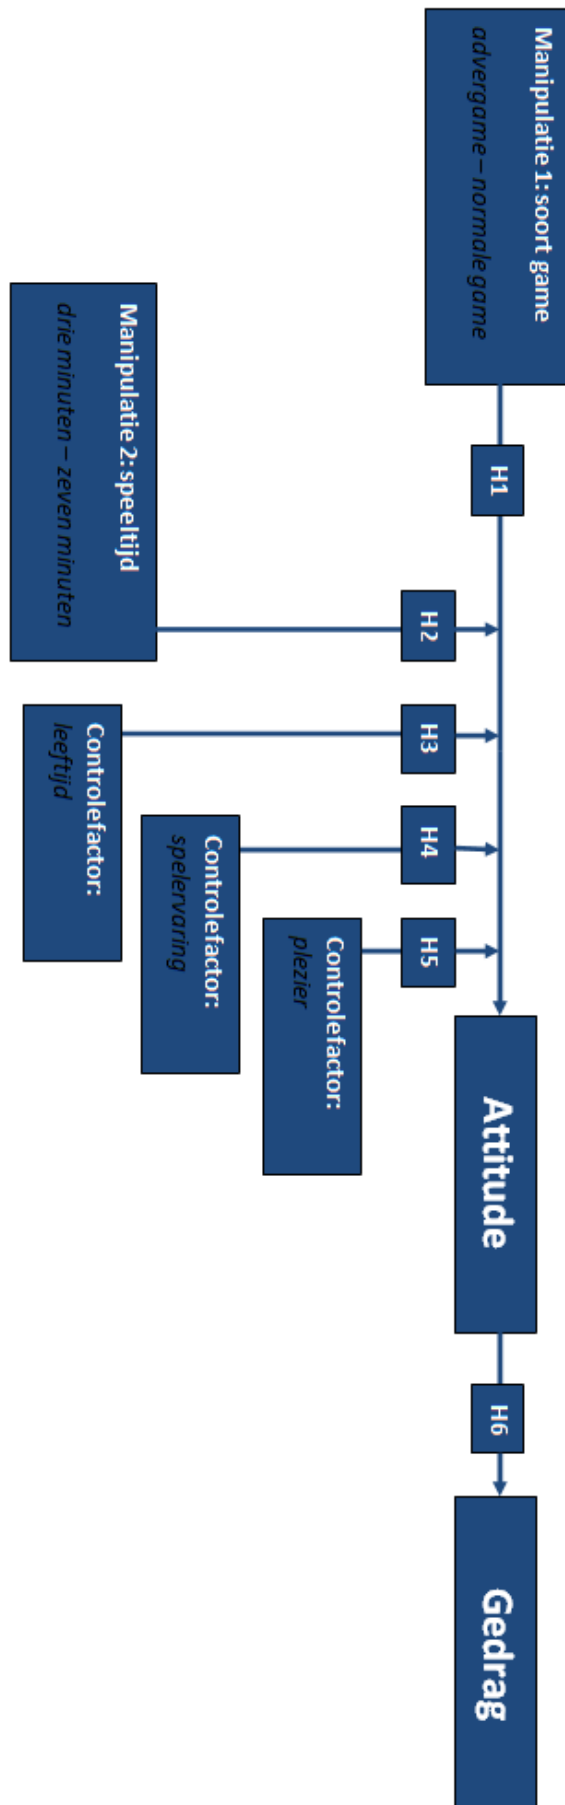 Manipulatie 1: soort game
advergame – normale game
H1
H2
H3
H4
H5
Attitude
H6
Gedrag
Manipulatie 2: speeltijd
drie minuten – zeven minuten
Controlefactor:
leeftijd
Controlefactor:
spelervaring
Controlefactor:
plezier